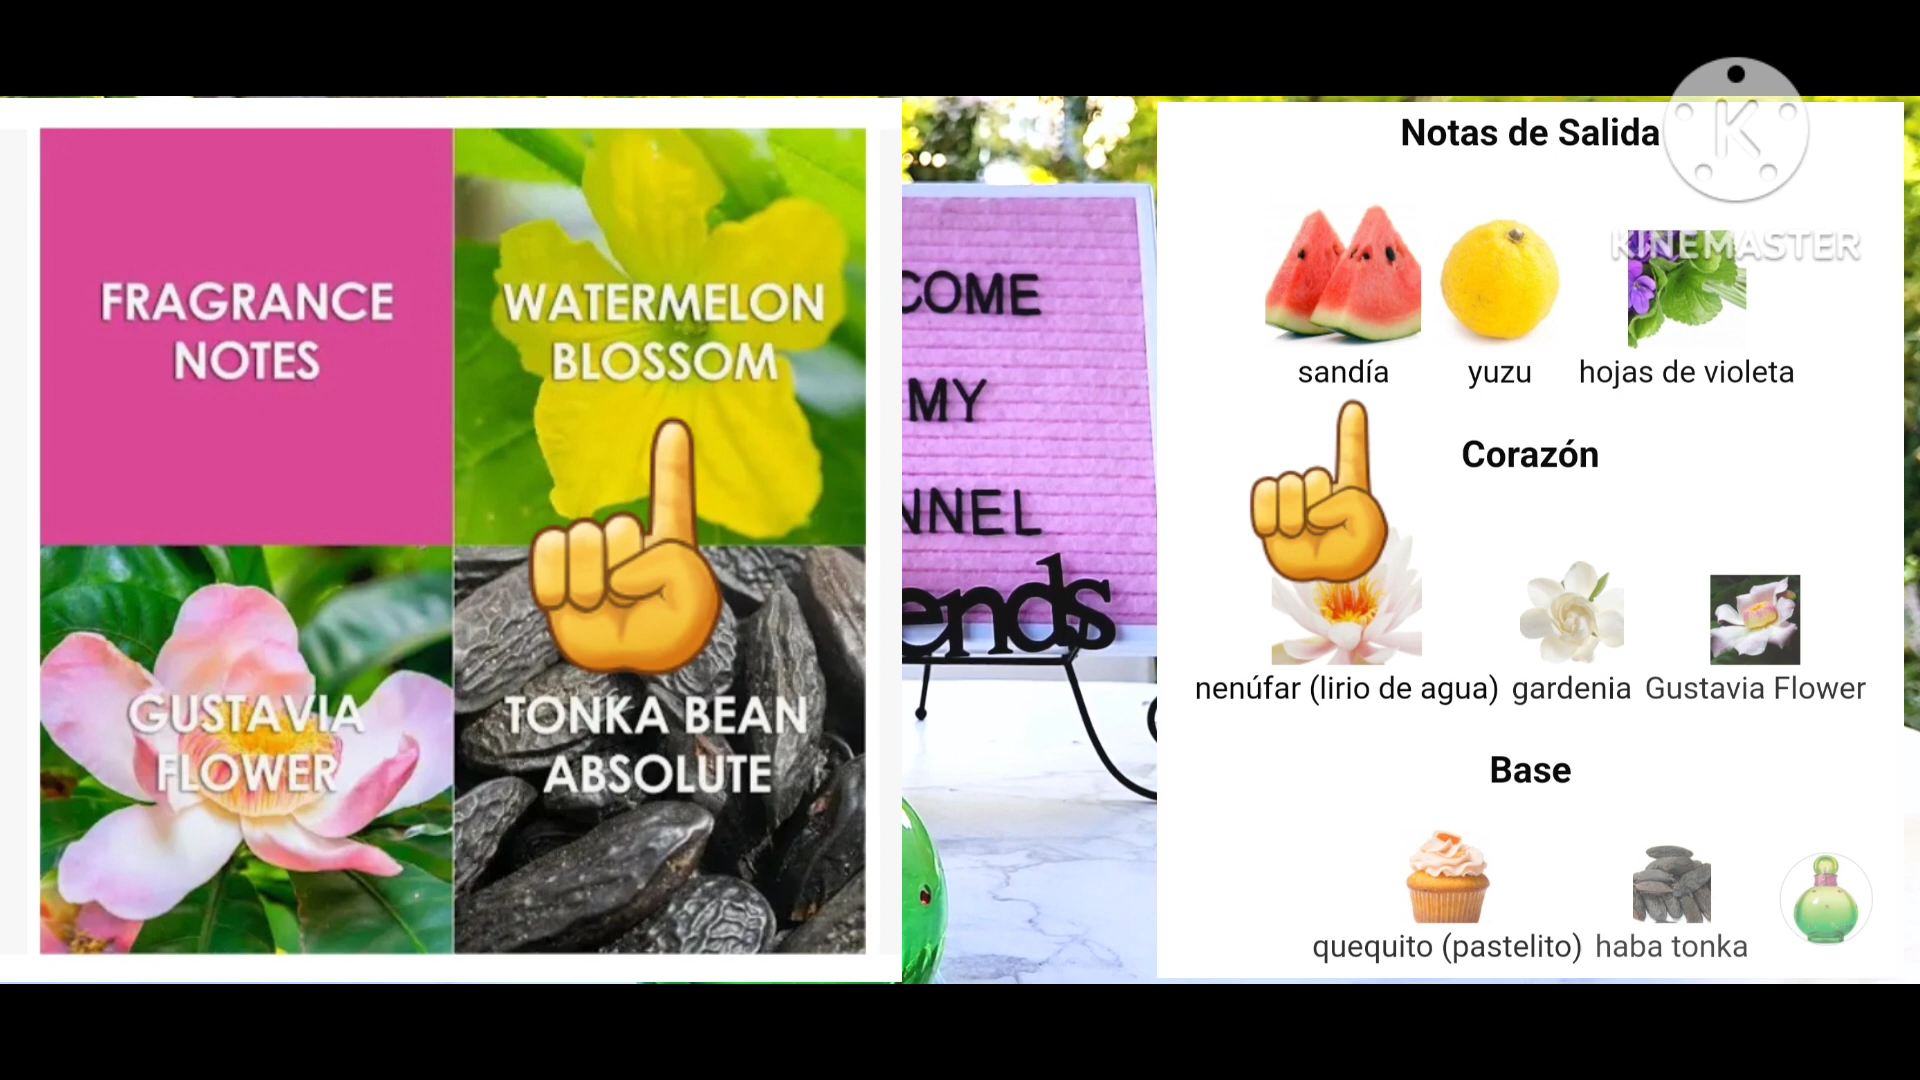 FRAGRANCE
NOTES
WATERMELON
BLOSSOM
GUSTAVIA
FLOWER
TONKA BEAN
ABSOLUTE
COME
MY
NNEL
ends
Notas de Salida
sandía
yuzu
hojas de violeta
Corazón
nenúfar (lirio de agua)
gardenia
Gustavia Flower
Base
quequito (pastelito)
haba tonka
K
KINEMASTER